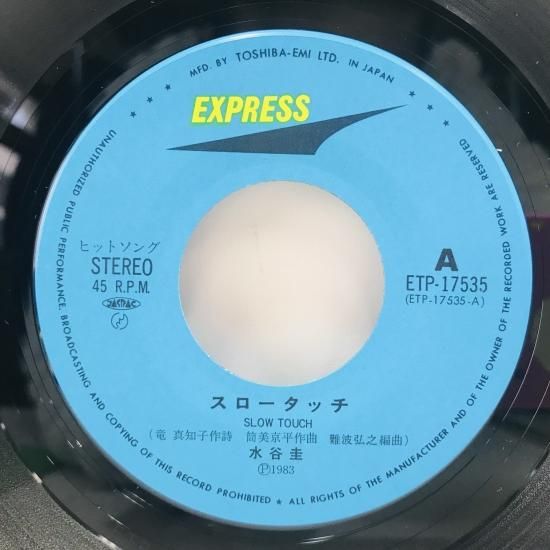 MFD. BY TOSHIBA-EMI LTD. IN JAPAN
EXPRESS
ヒットソング
STEREO
45 R.P.M.
JASRAC
A
ETP-17535
(ETP-17535-A)
スロータッチ
SLOW TOUCH
(竜 真知子作詩 筒美京平作曲 難波弘之編曲)
水谷圭
Ⓟ1983
UNAUTHORIZED PUBLIC PERFORMANCE, BROADCASTING AND COPYING OF THIS RECORD PROHIBITED ★ ALL RIGHTS OF THE MANUFACTURER AND OF THE OWNER OF THE RECORDED WORK ARE RESERVED